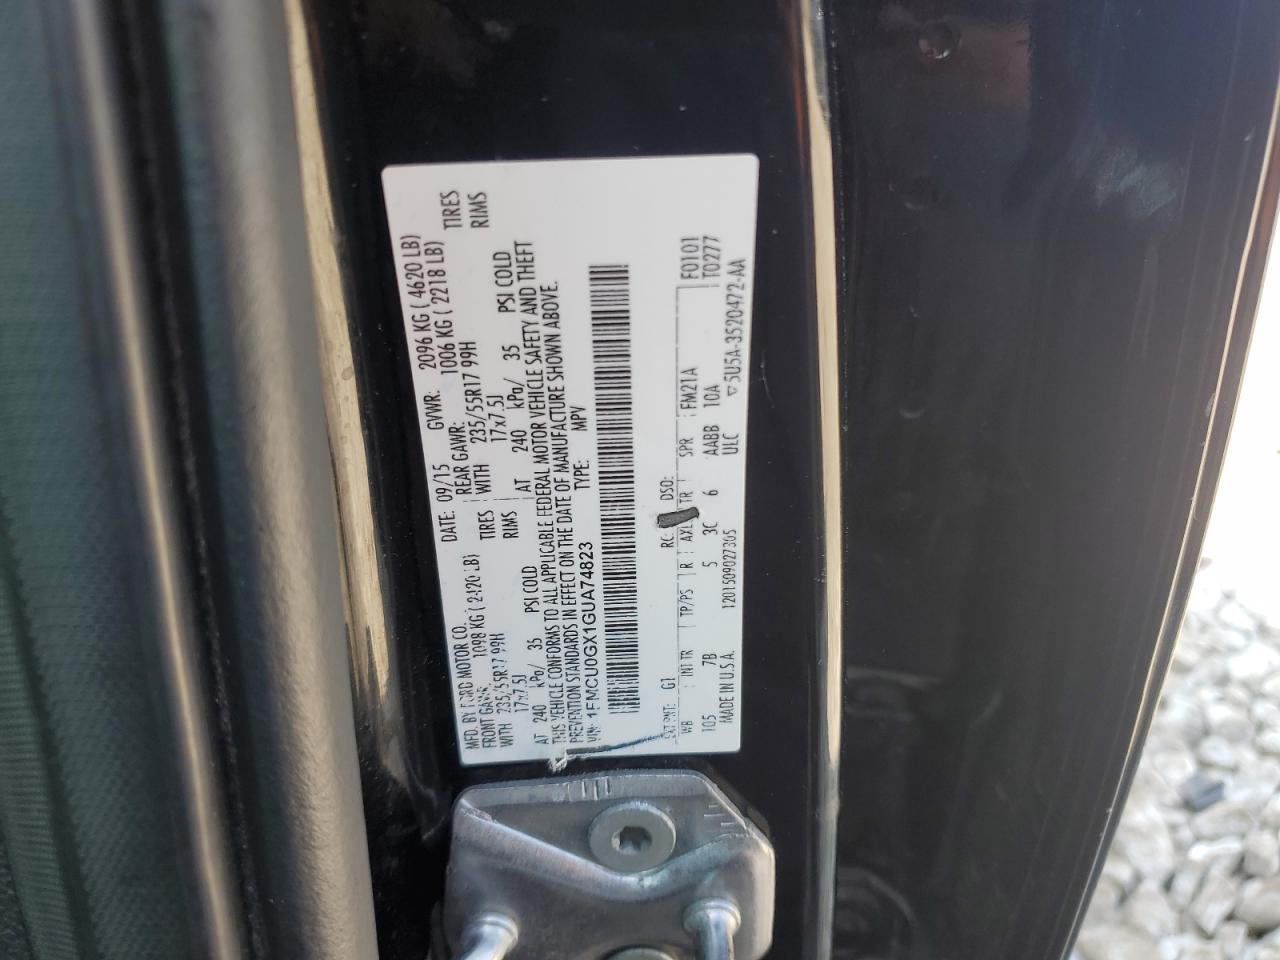 MFD. BY FORD MOTOR CO. DATE: 09/15 GVWR: 2096 KG ( 4620 LB)
FRONT GAWR: 1098 KG ( 2420 LB) REAR GAWR: 1006 KG ( 2218 LB)
WITH 235/55R17 99H TIRES WITH 235/55R17 99H TIRES
17x7.5J RIMS 17x7.5J RIMS
AT 240 kPa/ 35 PSI COLD AT 240 kPa/ 35 PSI COLD
THIS VEHICLE CONFORMS TO ALL APPLICABLE FEDERAL MOTOR VEHICLE SAFETY AND THEFT
PREVENTION STANDARDS IN EFFECT ON THE DATE OF MANUFACTURE SHOWN ABOVE.
VIN: 1FMCU0GX1GUA74823 TYPE: MPV
EXT PNT: G1 RC: DSO: F0101
WB INT TR TP/PS R AXLE TR SPR FM21A T0277
105 7B 5 3C 6 AABB 10A
MADE IN U.S.A. 1201509027305 ULC 5U5A-3520472-AA